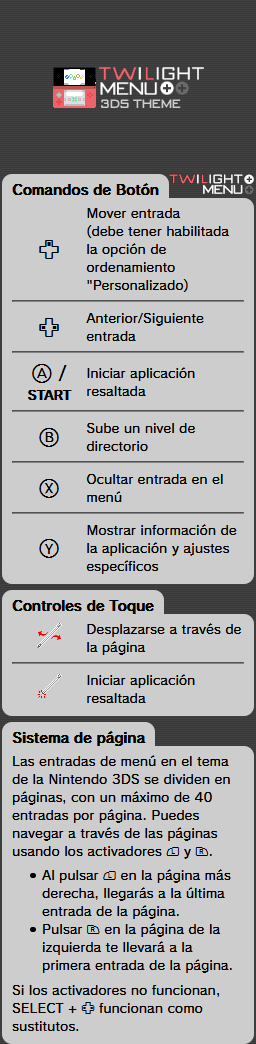 TWILIGHT
MENU++
3DS THEME
TWILIGHT
MENU++
Comandos de Botón
Mover entrada
(debe tener habilitada
la opción de
ordenamiento
"Personalizado)
Anterior/Siguiente
entrada
Ⓐ /
START
Iniciar aplicación
resaltada
Ⓑ
Sube un nivel de
directorio
Ⓧ
Ocultar entrada en el
menú
Ⓨ
Mostrar información de
la aplicación y ajustes
específicos
Controles de Toque
Desplazarse a través de
la página
Iniciar aplicación
resaltada
Sistema de página
Las entradas de menú en el tema
de la Nintendo 3DS se dividen en
páginas, con un máximo de 40
entradas por página. Puedes
navegar a través de las páginas
usando los activadores L y R.
• Al pulsar L en la página más
derecha, llegarás a la última
entrada de la página.
• Pulsar R en la página de la
izquierda te llevará a la
primera entrada de la página.
Si los activadores no funcionan,
SELECT + funcionan como
sustitutos.